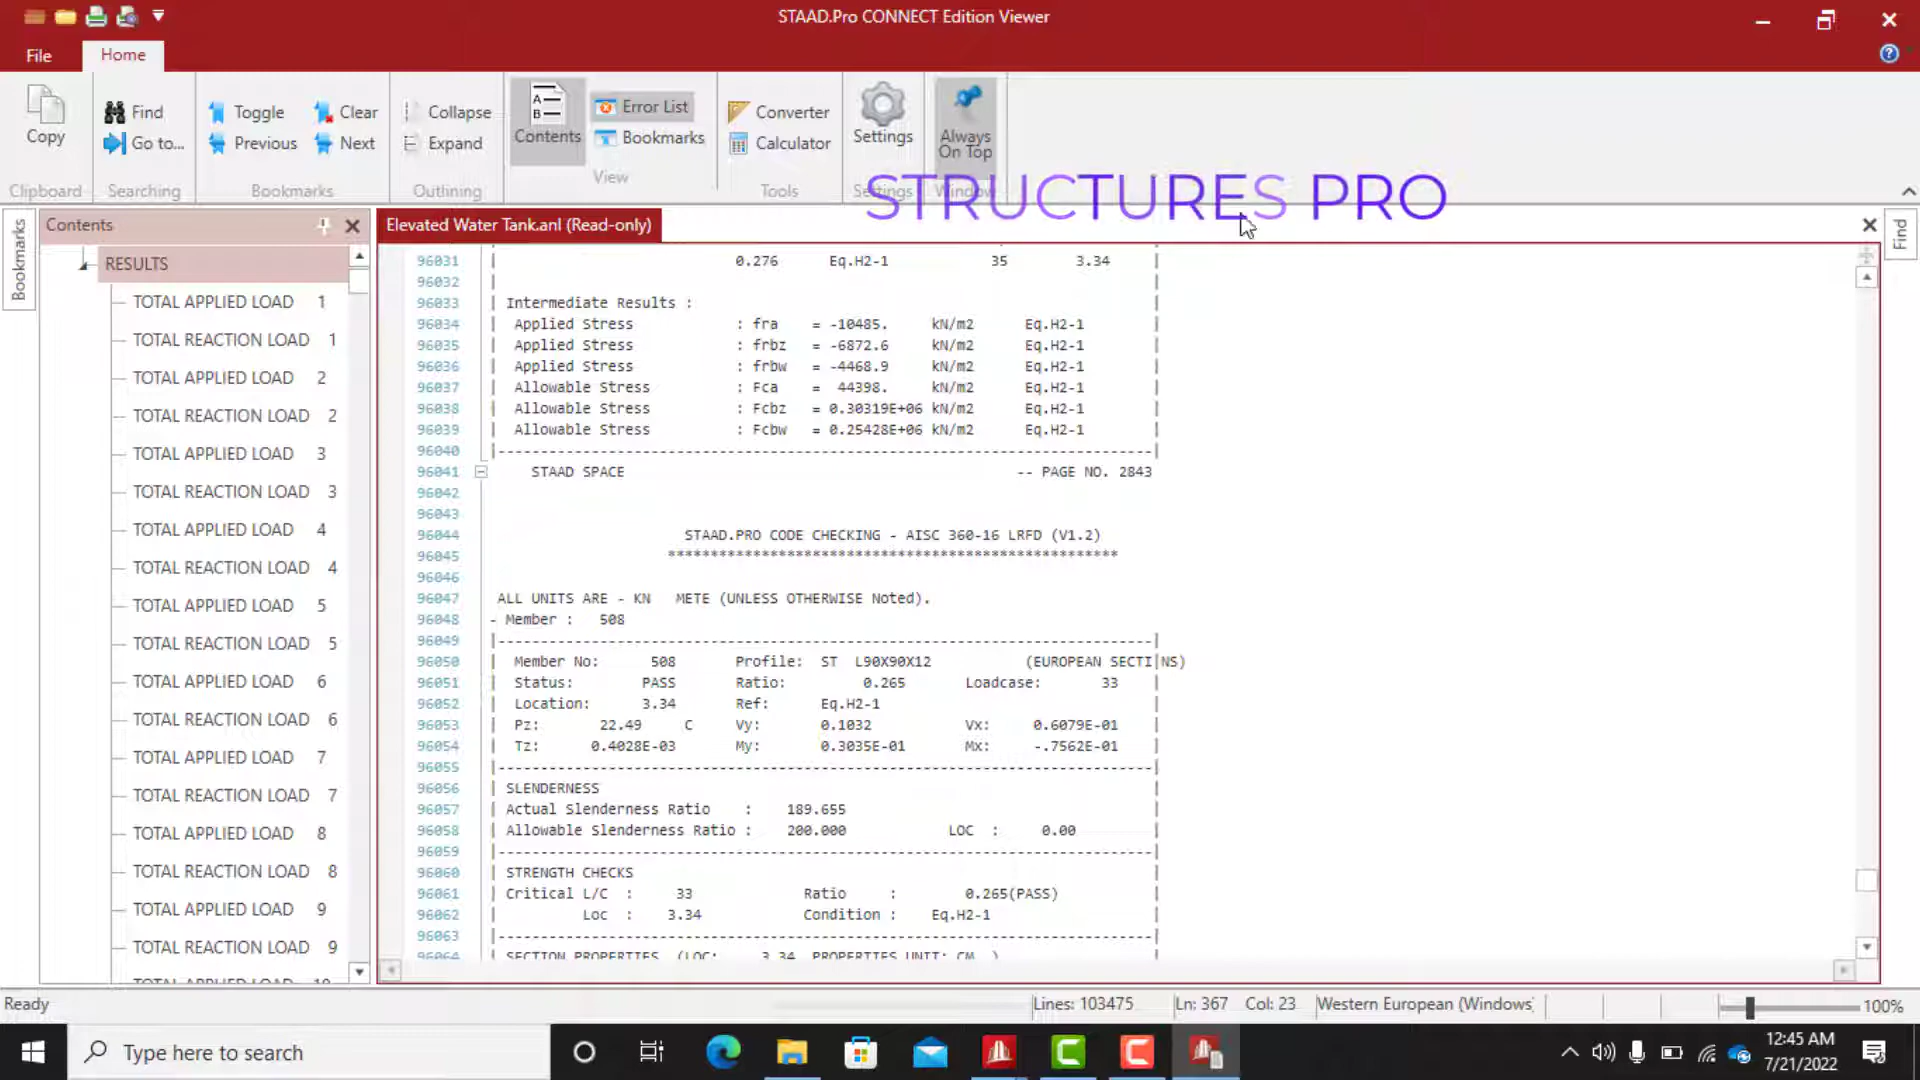 STAAD.Pro CONNECT Edition Viewer
File
Home
Copy
Find
Go to...
Toggle
Previous
Clear
Next
Collapse
Expand
Contents
Error List
Bookmarks
Converter
Calculator
Settings
Always On Top
Clipboard
Searching
Bookmarks
Outlining
View
Tools
Settings
Window
STRUCTURES PRO
Bookmarks
Contents
Elevated Water Tank.anl (Read-only)
Find
RESULTS
TOTAL APPLIED LOAD 1
TOTAL REACTION LOAD 1
TOTAL APPLIED LOAD 2
TOTAL REACTION LOAD 2
TOTAL APPLIED LOAD 3
TOTAL REACTION LOAD 3
TOTAL APPLIED LOAD 4
TOTAL REACTION LOAD 4
TOTAL APPLIED LOAD 5
TOTAL REACTION LOAD 5
TOTAL APPLIED LOAD 6
TOTAL REACTION LOAD 6
TOTAL APPLIED LOAD 7
TOTAL REACTION LOAD 7
TOTAL APPLIED LOAD 8
TOTAL REACTION LOAD 8
TOTAL APPLIED LOAD 9
TOTAL REACTION LOAD 9
TOTAL APPLIED LOAD 10
96031 | 0.276 Eq.H2-1 35 3.34 |
96032 | |
96033 | Intermediate Results : |
96034 | Applied Stress : fra = -10485. kN/m2 Eq.H2-1 |
96035 | Applied Stress : frbz = -6872.6 kN/m2 Eq.H2-1 |
96036 | Applied Stress : frbw = -4468.9 kN/m2 Eq.H2-1 |
96037 | Allowable Stress : Fca = 44398. kN/m2 Eq.H2-1 |
96038 | Allowable Stress : Fcbz = 0.30319E+06 kN/m2 Eq.H2-1 |
96039 | Allowable Stress : Fcbw = 0.25428E+06 kN/m2 Eq.H2-1 |
96040 |------------------------------------------------------------------------------|
96041 STAAD SPACE -- PAGE NO. 2843
96042
96043
96044 STAAD.PRO CODE CHECKING - AISC 360-16 LRFD (V1.2)
96045 *****************************************************
96046
96047 ALL UNITS ARE - KN METE (UNLESS OTHERWISE Noted).
96048 - Member : 508
96049 |------------------------------------------------------------------------------|
96050 | Member No: 508 Profile: ST L90X90X12 (EUROPEAN SECTI|NS)
96051 | Status: PASS Ratio: 0.265 Loadcase: 33 |
96052 | Location: 3.34 Ref: Eq.H2-1 |
96053 | Pz: 22.49 C Vy: 0.1032 Vx: 0.6079E-01 |
96054 | Tz: 0.4028E-03 My: 0.3035E-01 Mx: -.7562E-01 |
96055 |------------------------------------------------------------------------------|
96056 | SLENDERNESS |
96057 | Actual Slenderness Ratio : 189.655 |
96058 | Allowable Slenderness Ratio : 200.000 LOC : 0.00 |
96059 |------------------------------------------------------------------------------|
96060 | STRENGTH CHECKS |
96061 | Critical L/C : 33 Ratio : 0.265(PASS) |
96062 | Loc : 3.34 Condition : Eq.H2-1 |
96063 |------------------------------------------------------------------------------|
96064 | SECTION PROPERTIES (LOC: 3.34, PROPERTIES UNIT: CM )
Ready
Lines: 103475
Ln: 367 Col: 23
Western European (Windows)
100%
Type here to search
12:45 AM
7/21/2022